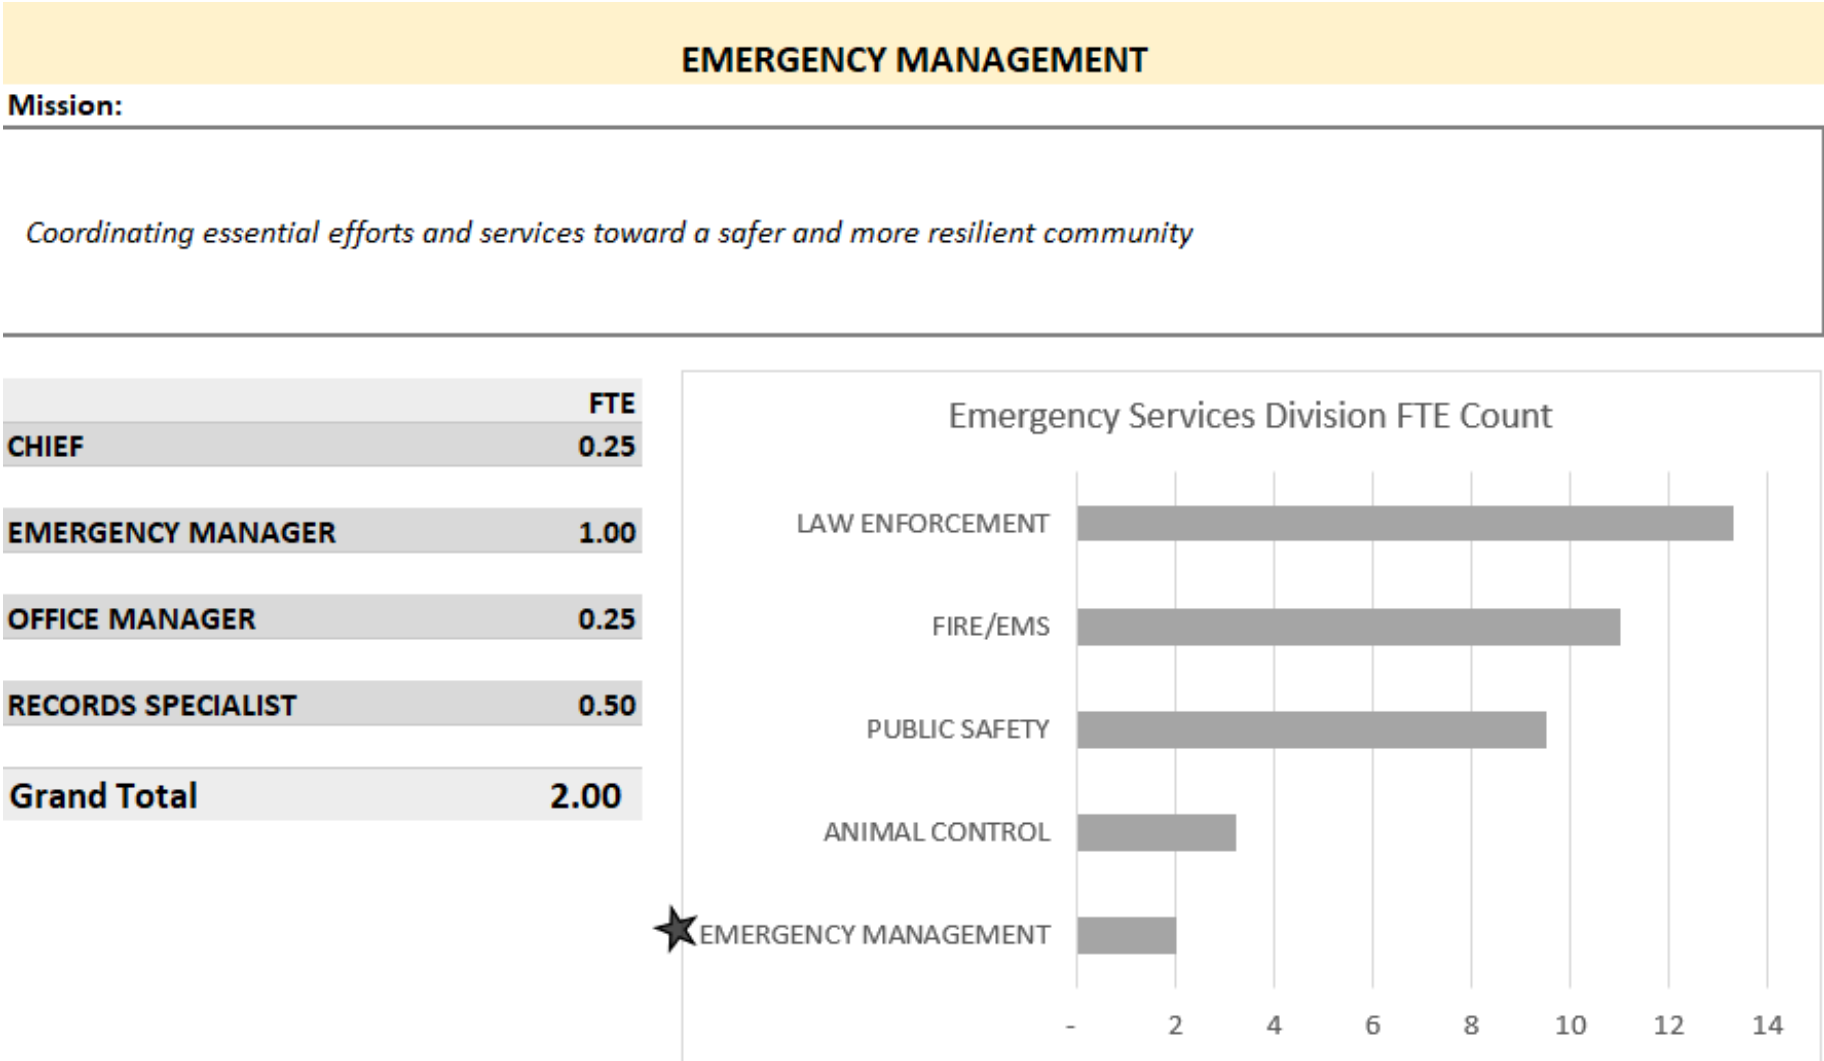 EMERGENCY MANAGEMENT
Mission:
Coordinating essential efforts and services toward a safer and more resilient community
FTE
CHIEF 0.25
EMERGENCY MANAGER 1.00
OFFICE MANAGER 0.25
RECORDS SPECIALIST 0.50
Grand Total 2.00
Emergency Services Division FTE Count
LAW ENFORCEMENT
FIRE/EMS
PUBLIC SAFETY
ANIMAL CONTROL
EMERGENCY MANAGEMENT
- 2 4 6 8 10 12 14